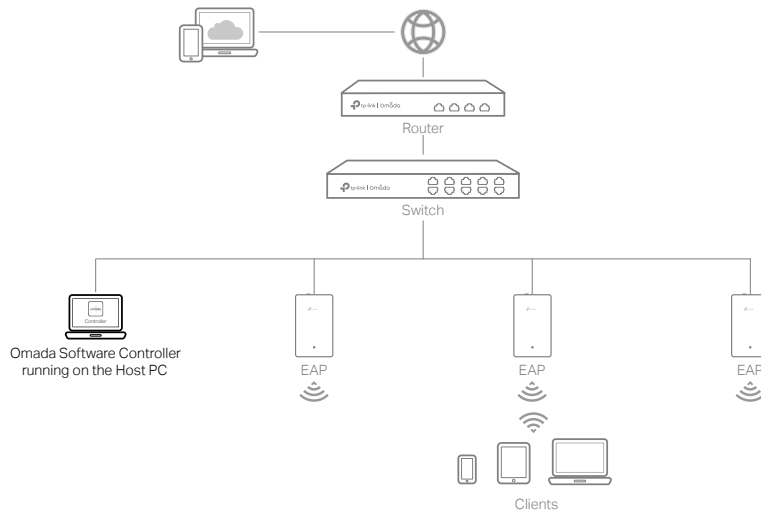 tp-link | omada
Router
tp-link | omada
Switch
omada
Controller
Omada Software Controller
running on the Host PC
EAP
EAP
EAP
Clients